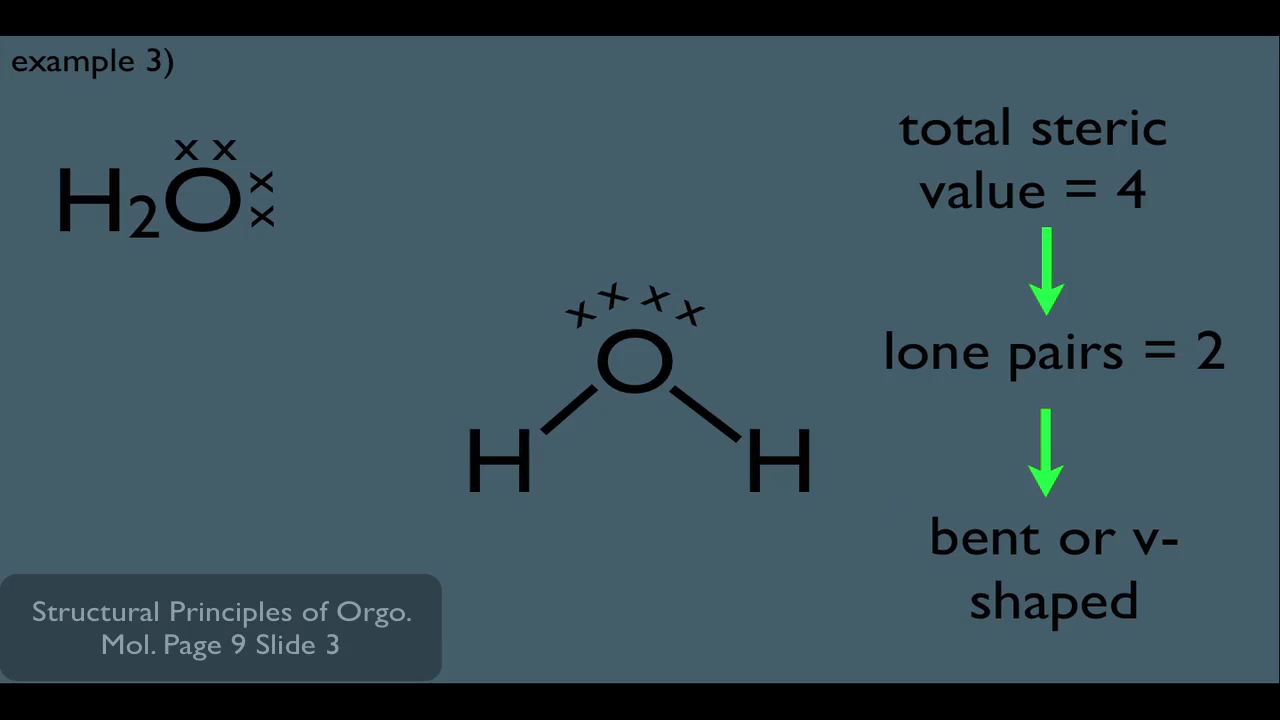 example 3)
x x
H₂O x
x
total steric
value = 4
x x x x
O
H H
lone pairs = 2
bent or v-
shaped
Structural Principles of Orgo.
Mol. Page 9 Slide 3